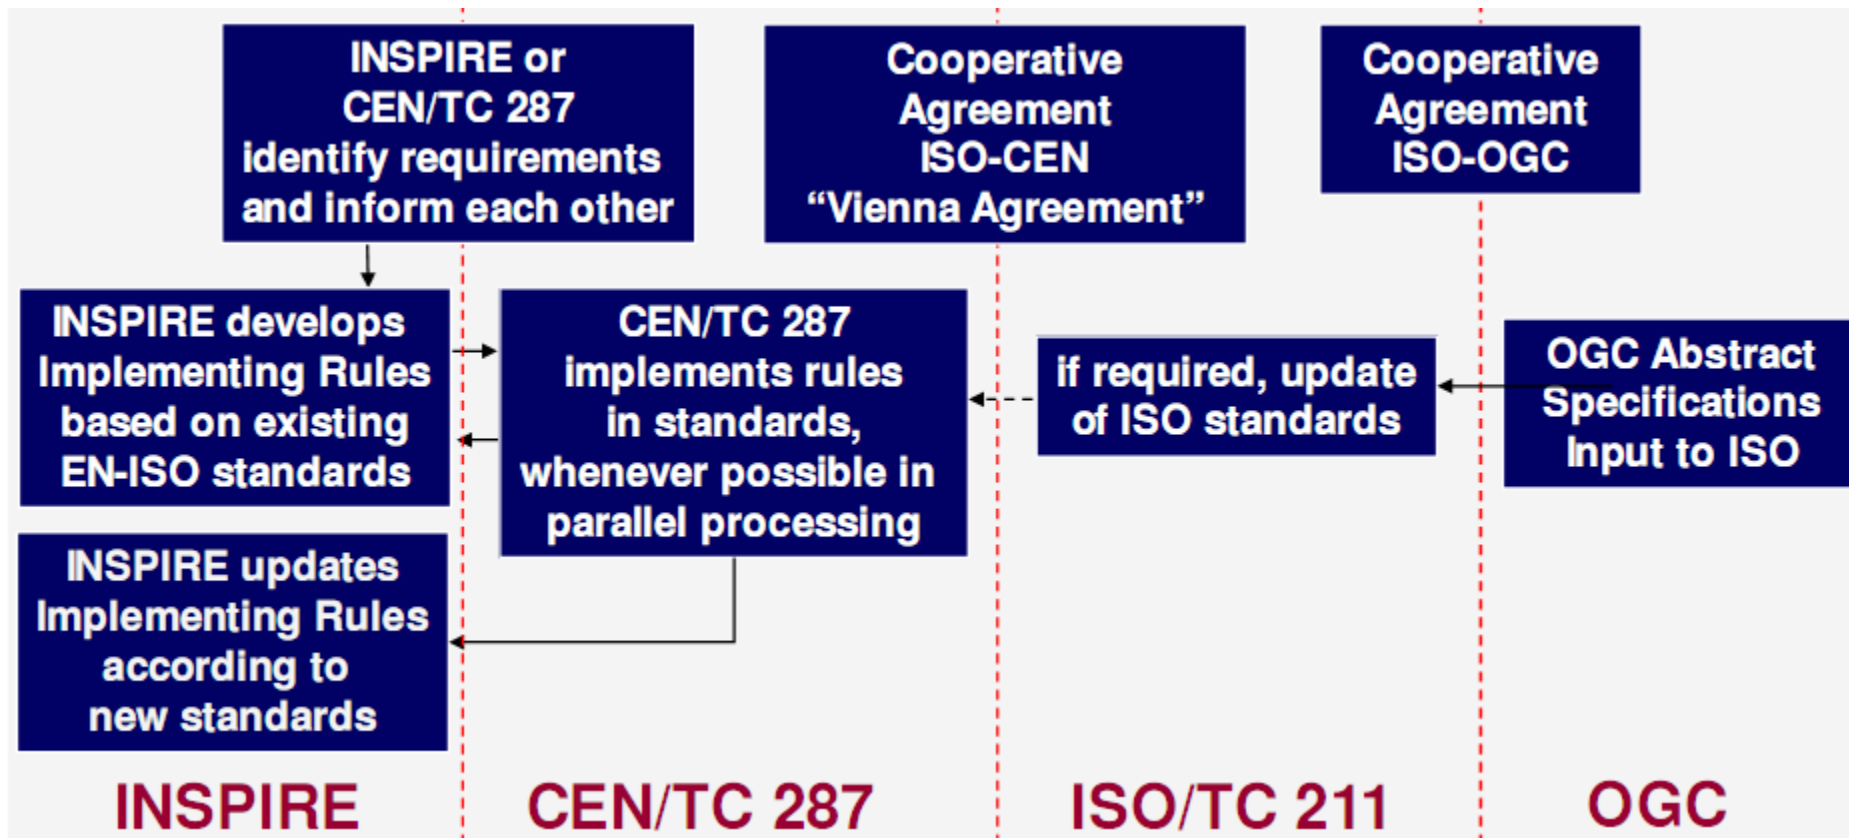 INSPIRE or
CEN/TC 287
identify requirements
and inform each other
Cooperative
Agreement
ISO-CEN
“Vienna Agreement”
Cooperative
Agreement
ISO-OGC
INSPIRE develops
Implementing Rules
based on existing
EN-ISO standards
CEN/TC 287
implements rules
in standards,
whenever possible in
parallel processing
if required, update
of ISO standards
OGC Abstract
Specifications
Input to ISO
INSPIRE updates
Implementing Rules
according to
new standards
INSPIRE
CEN/TC 287
ISO/TC 211
OGC